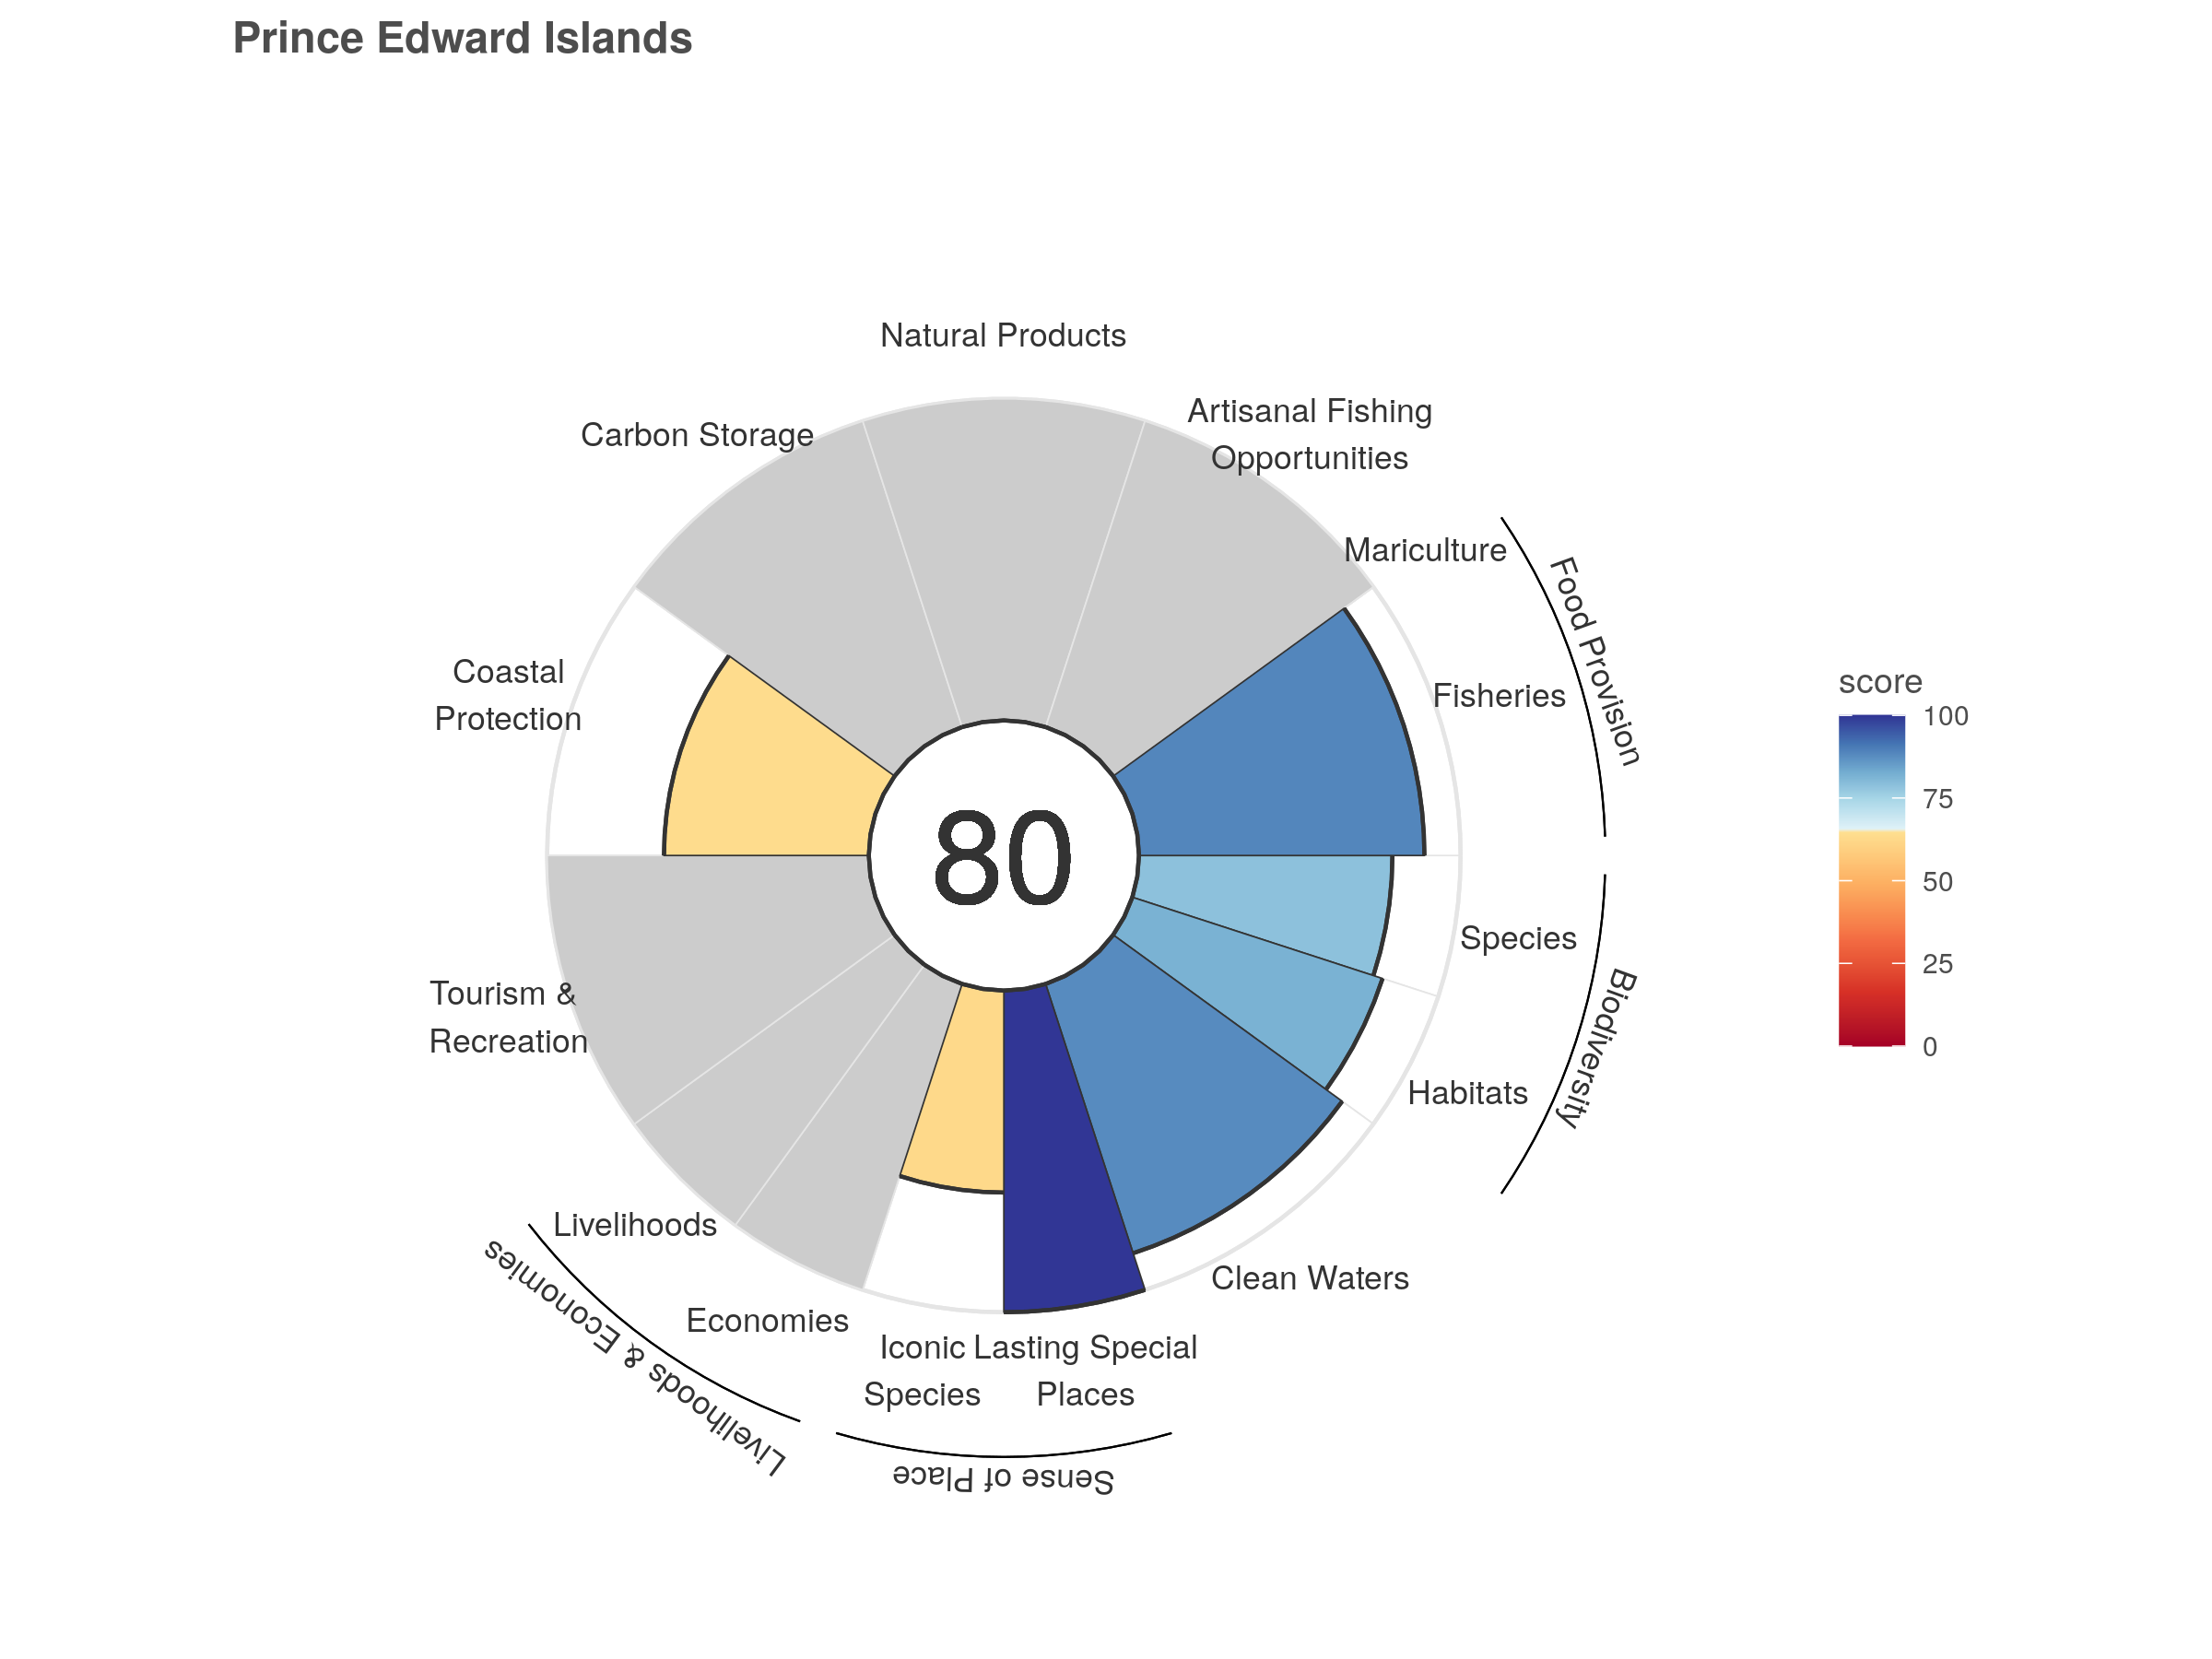 Prince Edward Islands
Natural Products
Artisanal Fishing
Opportunities
Carbon Storage
Mariculture
Food Provision
Fisheries
Coastal
Protection
score
100
75
50
25
0
80
Species
Biodiversity
Habitats
Tourism &
Recreation
Livelihoods
Livelihoods & Economies
Economies
Clean Waters
Iconic
Species
Lasting Special
Places
Sense of Place